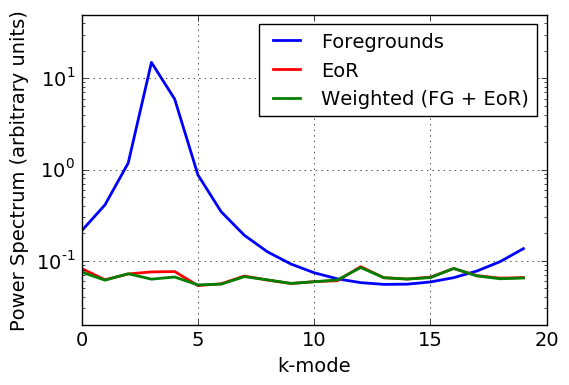 Power Spectrum (arbitrary units)
10^1
10^0
10^-1
Foregrounds
EoR
Weighted (FG + EoR)
0 5 10 15 20
k-mode